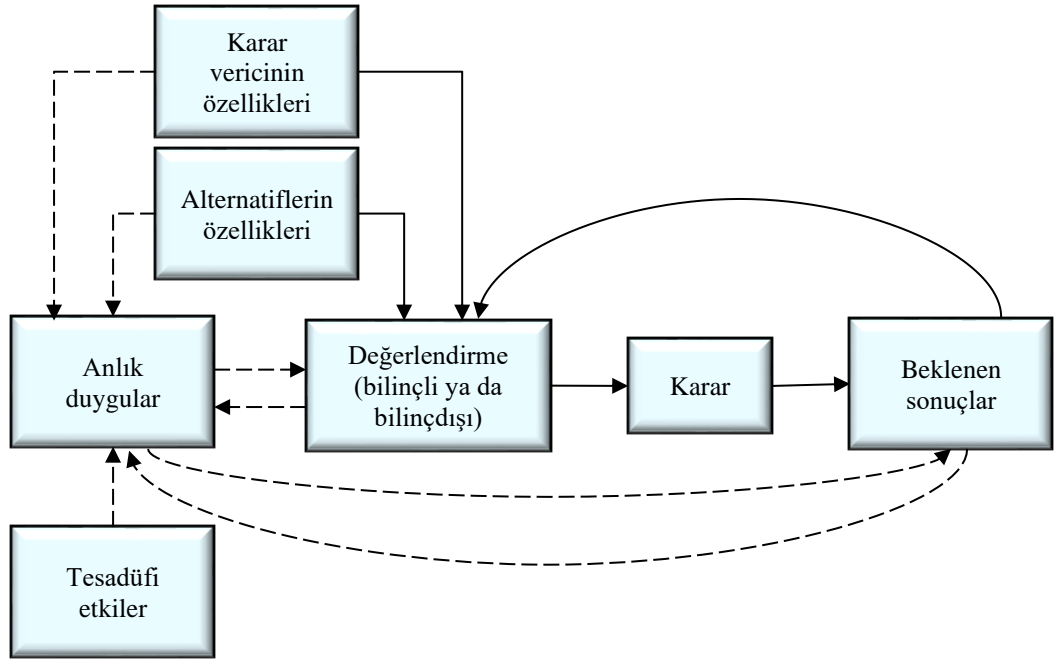 Karar
vericinin
özellikleri
Alternatiflerin
özellikleri
Anlık
duygular
Değerlendirme
(bilinçli ya da
bilinçdışı)
Karar
Beklenen
sonuçlar
Tesadüfi
etkiler